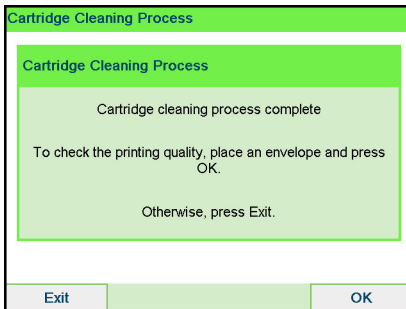 Cartridge Cleaning Process
Cartridge Cleaning Process
Cartridge cleaning process complete
To check the printing quality, place an envelope and press
OK.
Otherwise, press Exit.
Exit
OK